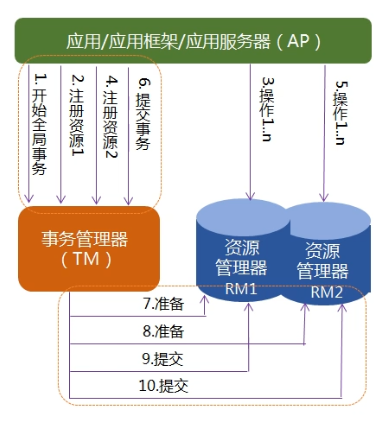 应用/应用框架/应用服务器（AP）
1.开始全局事务
2.注册资源1
4.注册资源2
6.提交事务
3.操作1..n
5.操作1..n
事务管理器
（TM）
资源
管理器
RM1
资源
管理器
RM2
7.准备
8.准备
9.提交
10.提交